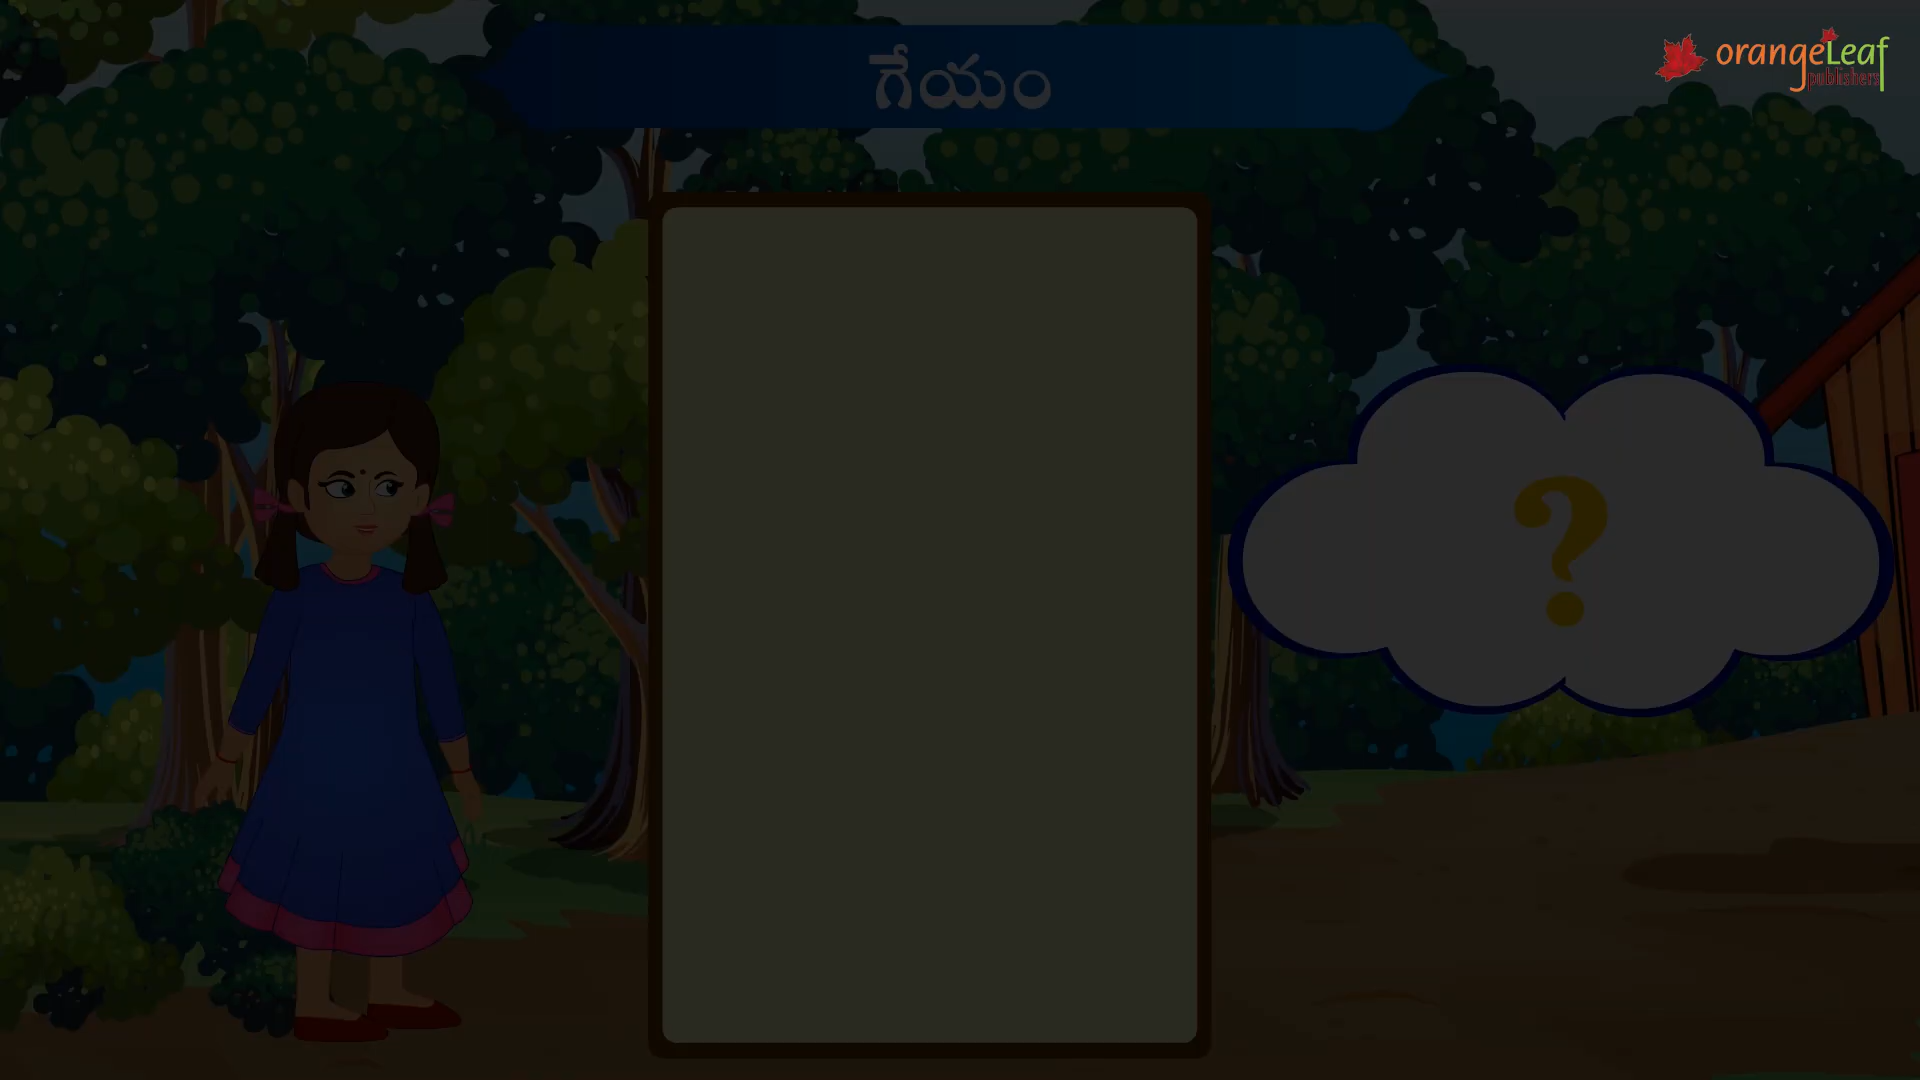 గేయం
orangeLeaf
publishers
?